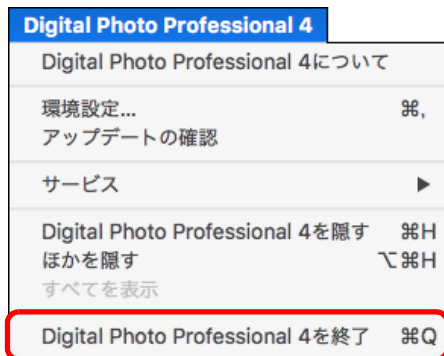 Digital Photo Professional 4
Digital Photo Professional 4について
環境設定... ⌘,
アップデートの確認
サービス ▶
Digital Photo Professional 4を隠す ⌘H
ほかを隠す ⌥⌘H
すべてを表示
Digital Photo Professional 4を終了 ⌘Q